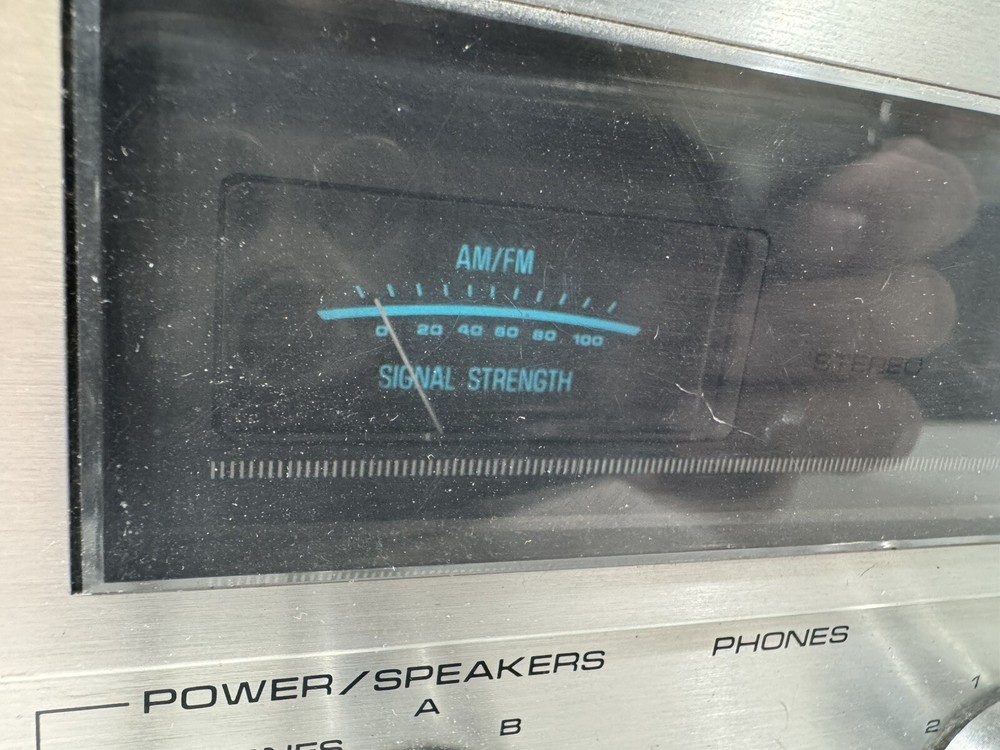 AM/FM
0 20 40 60 80 100
SIGNAL STRENGTH
STEREO
PHONES
POWER/SPEAKERS
A
B
1
2